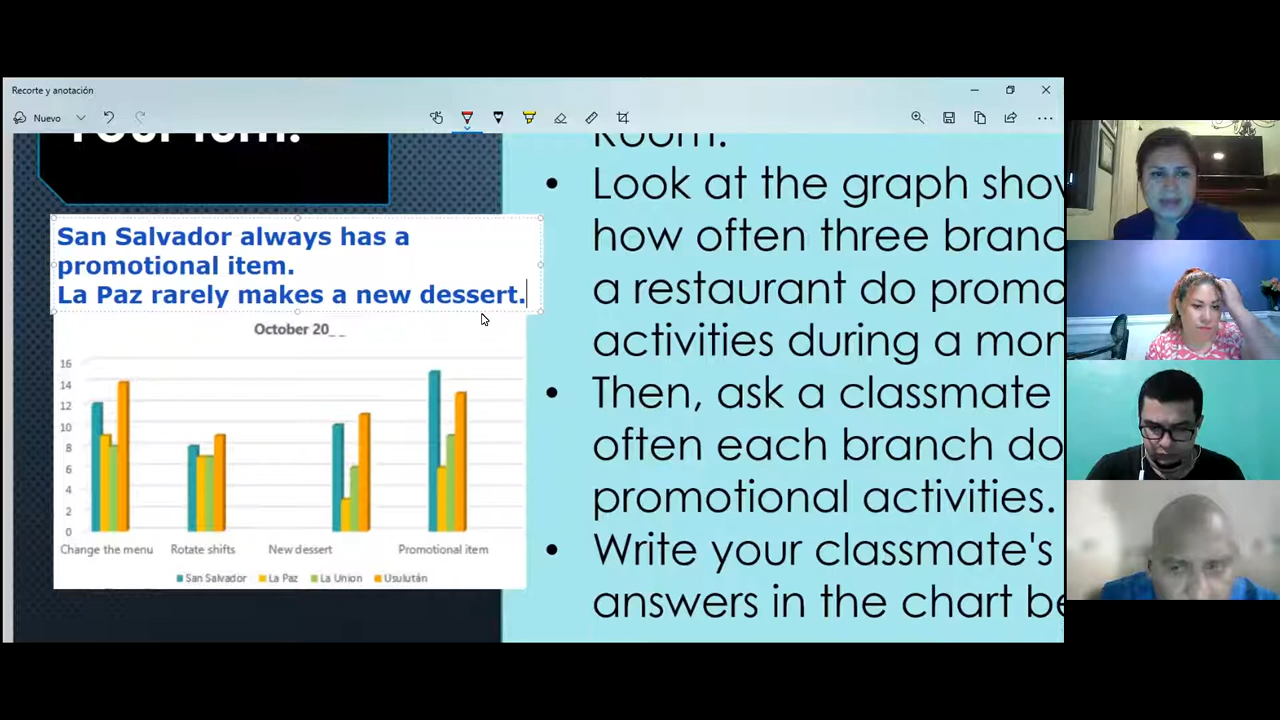 Recorte y anotación
Nuevo
Your Turn!
San Salvador always has a
promotional item.
La Paz rarely makes a new dessert.
October 20_ _
16
14
12
10
8
6
4
2
0
Change the menu
Rotate shifts
New dessert
Promotional item
San Salvador
La Paz
La Union
Usulután
Room.
• Look at the graph show
how often three branc
a restaurant do promo
activities during a mon
• Then, ask a classmate
often each branch do
promotional activities.
• Write your classmate's
answers in the chart be